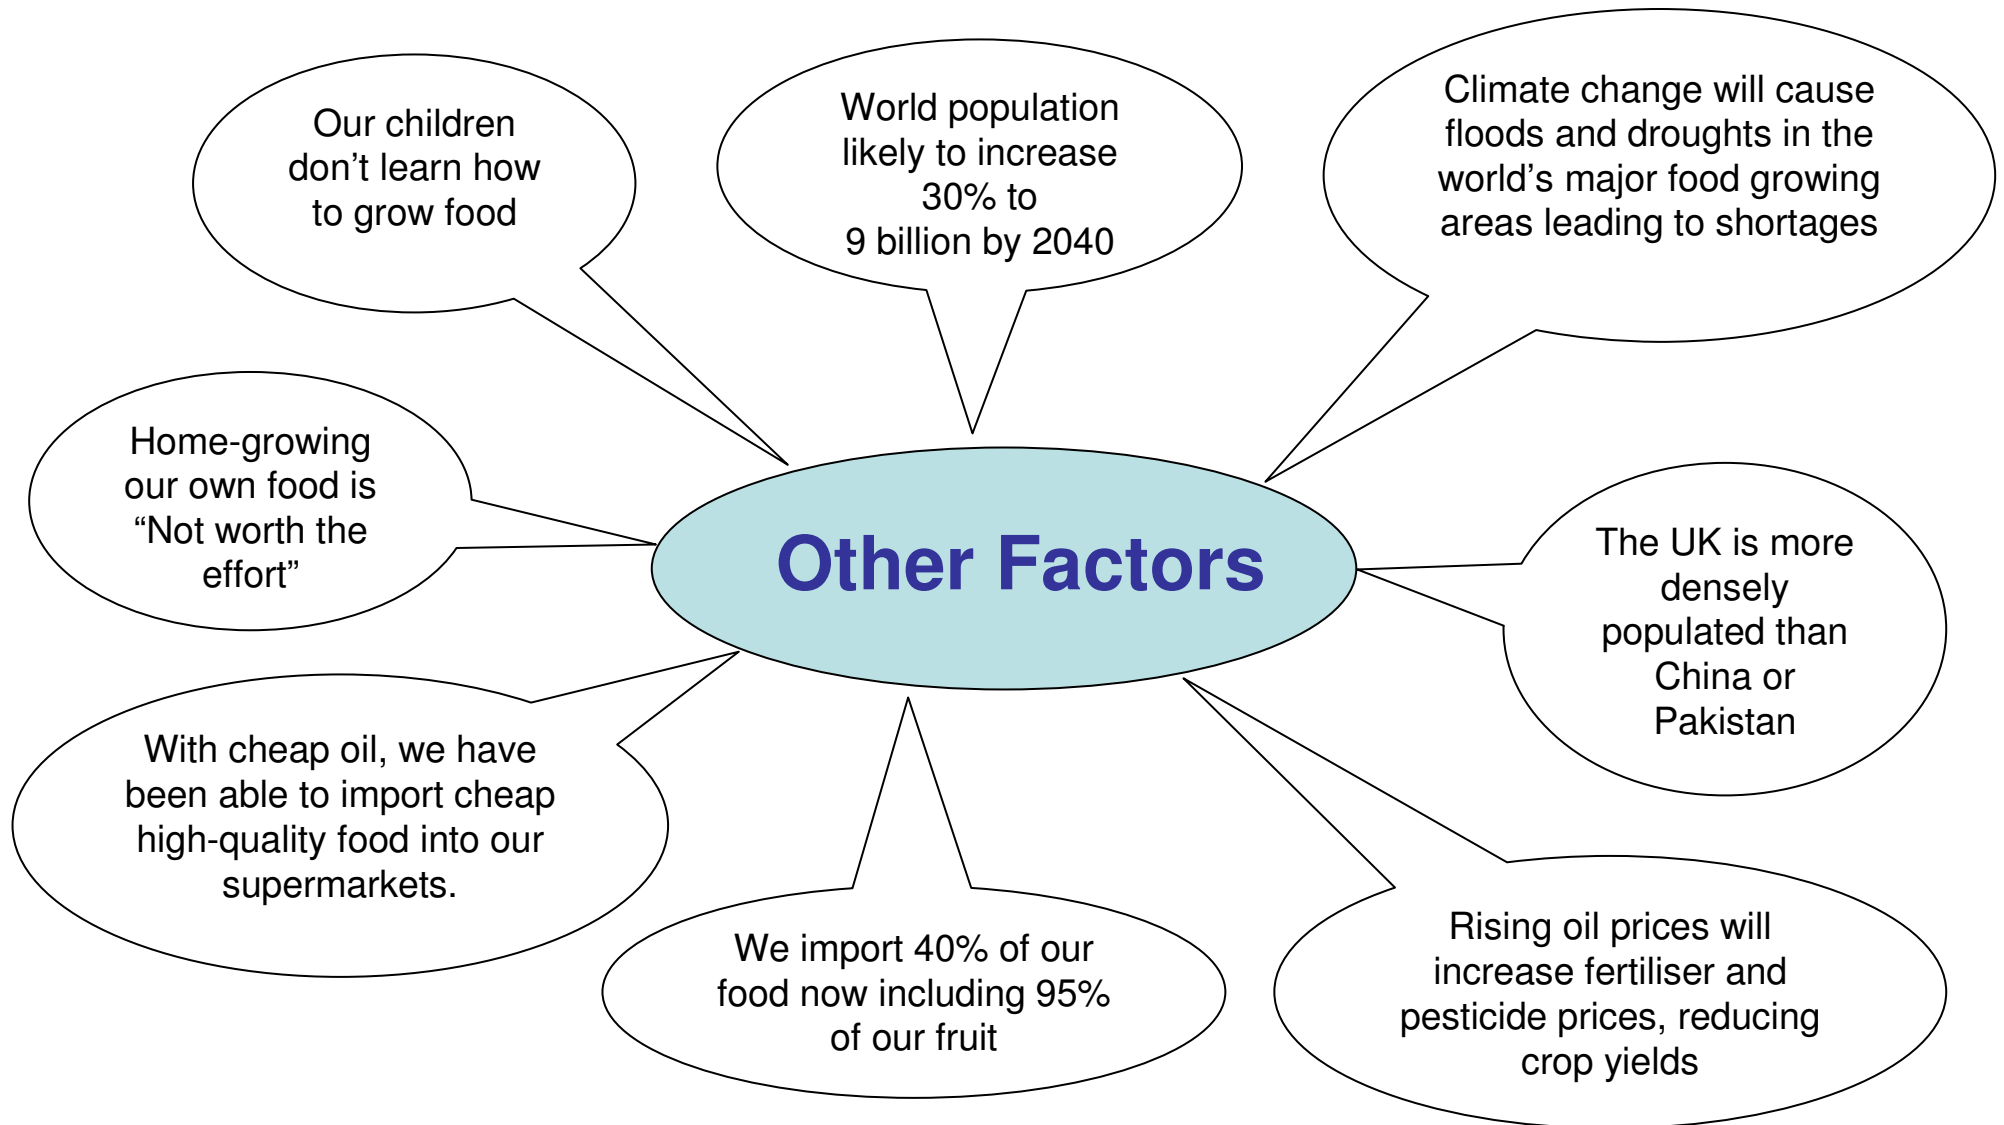 Our children
don’t learn how
to grow food
World population
likely to increase
30% to
9 billion by 2040
Climate change will cause
floods and droughts in the
world’s major food growing
areas leading to shortages
Home-growing
our own food is
“Not worth the
effort”
Other Factors
The UK is more
densely
populated than
China or
Pakistan
With cheap oil, we have
been able to import cheap
high-quality food into our
supermarkets.
We import 40% of our
food now including 95%
of our fruit
Rising oil prices will
increase fertiliser and
pesticide prices, reducing
crop yields